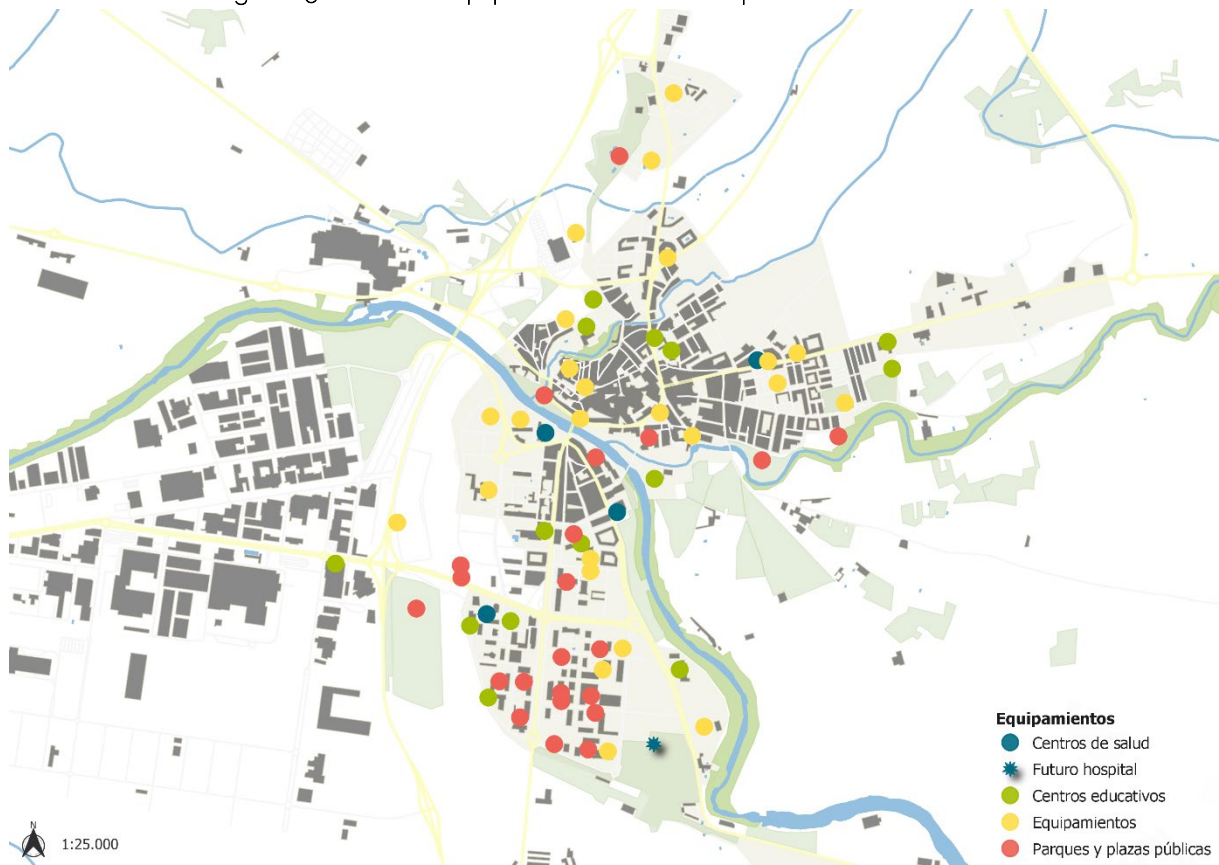 Equipamientos
Centros de salud
Futuro hospital
Centros educativos
Equipamientos
Parques y plazas públicas
N
1:25.000